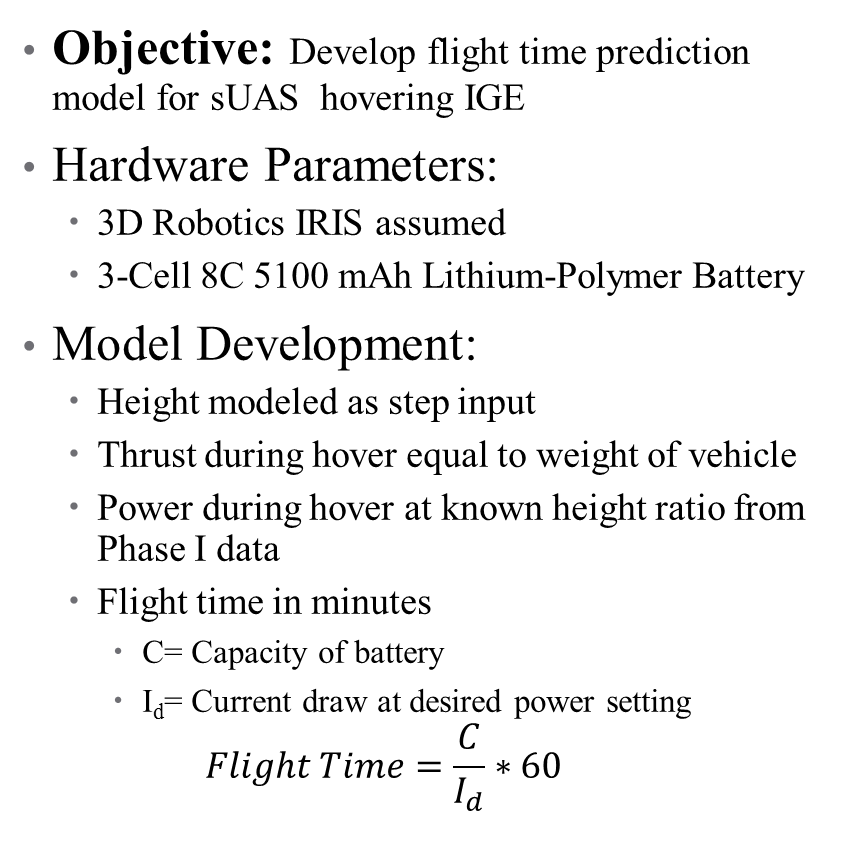 • Objective: Develop flight time prediction
model for sUAS hovering IGE
• Hardware Parameters:
• 3D Robotics IRIS assumed
• 3-Cell 8C 5100 mAh Lithium-Polymer Battery
• Model Development:
• Height modeled as step input
• Thrust during hover equal to weight of vehicle
• Power during hover at known height ratio from
Phase I data
• Flight time in minutes
• C= Capacity of battery
• I_d= Current draw at desired power setting
Flight Time = C/I_d * 60